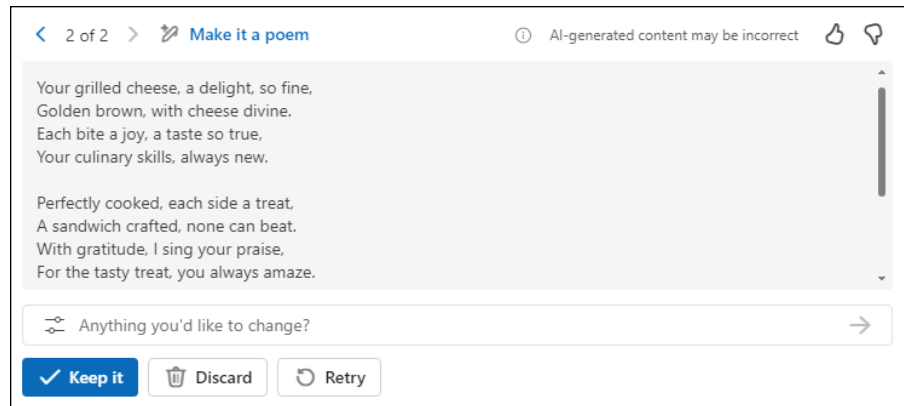 2 of 2 Make it a poem AI-generated content may be incorrect
Your grilled cheese, a delight, so fine,
Golden brown, with cheese divine.
Each bite a joy, a taste so true,
Your culinary skills, always new.
Perfectly cooked, each side a treat,
A sandwich crafted, none can beat.
With gratitude, I sing your praise,
For the tasty treat, you always amaze.
Anything you'd like to change?
Keep it Discard Retry